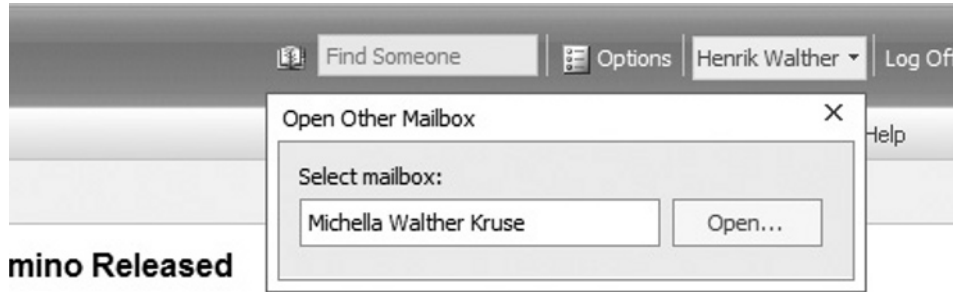 Find Someone Options Henrik Walther Log Of
Open Other Mailbox
Help
Select mailbox:
Michella Walther Kruse Open...
mino Released